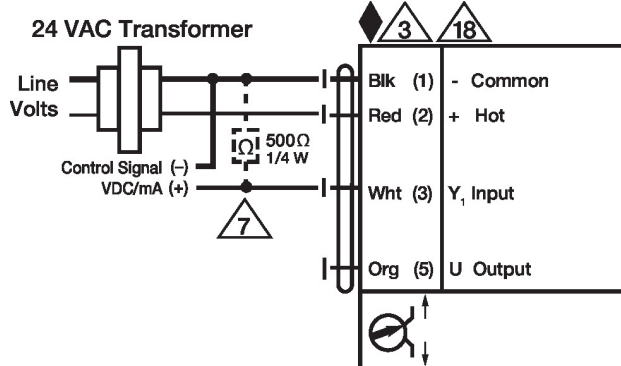 24 VAC Transformer
3 18
Line Volts
Blk (1) - Common
Red (2) + Hot
Ω 500Ω
1/4 W
Control Signal (–)
VDC/mA (+)
Wht (3) Y₁ Input
7
Org (5) U Output